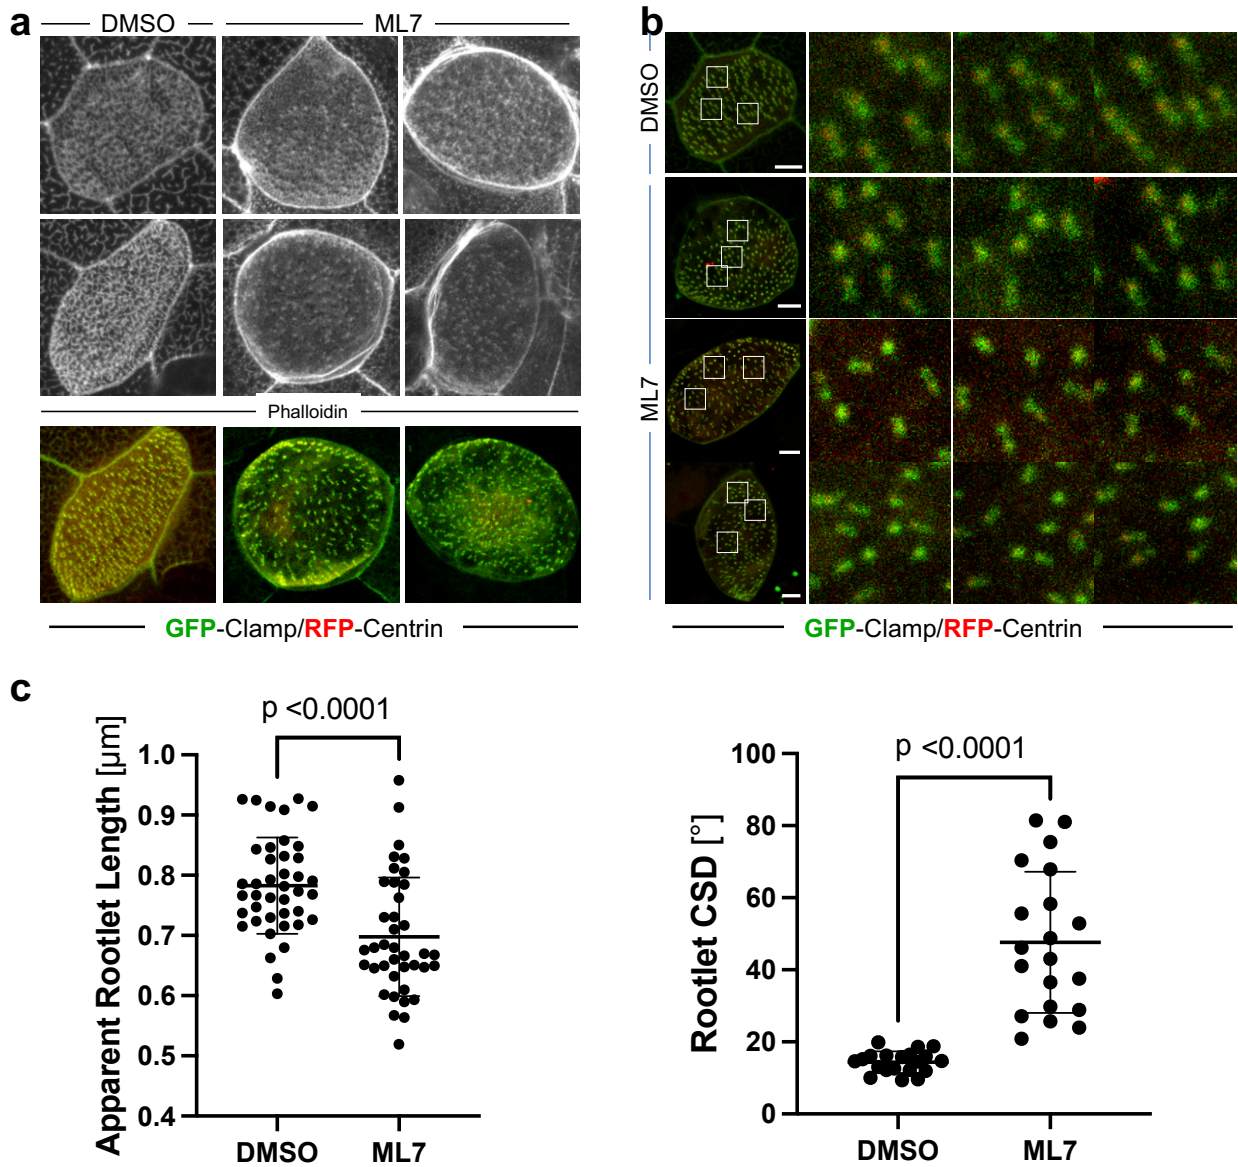 a
DMSO
ML7
Phalloidin
GFP-Clamp/RFP-Centrin
b
DMSO
ML7
GFP-Clamp/RFP-Centrin
c
p <0.0001
Apparent Rootlet Length [µm]
1.0
0.9
0.8
0.7
0.6
0.5
0.4
DMSO
ML7
p <0.0001
Rootlet CSD [°]
100
80
60
40
20
0
DMSO
ML7